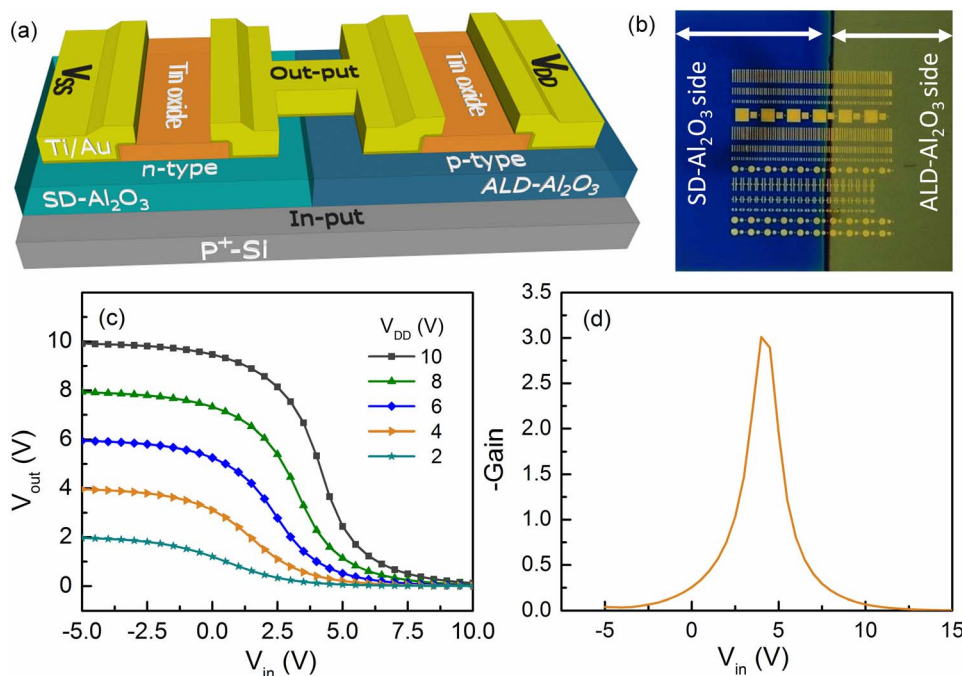 (a)
V_SS
Tin oxide
Out-put
Tin oxide
V_DD
Ti/Au
n-type
p-type
SD-Al₂O₃
ALD-Al₂O₃
In-put
P⁺-Si
(b)
SD-Al2O3 side
ALD-Al2O3 side
(c)
V_DD (V)
10
8
6
4
2
10
8
6
4
2
0
V_out (V)
-5.0 -2.5 0.0 2.5 5.0 7.5 10.0
V_in (V)
(d)
3.5
3.0
2.5
2.0
1.5
1.0
0.5
0.0
-Gain
-5 0 5 10 15
V_in (V)